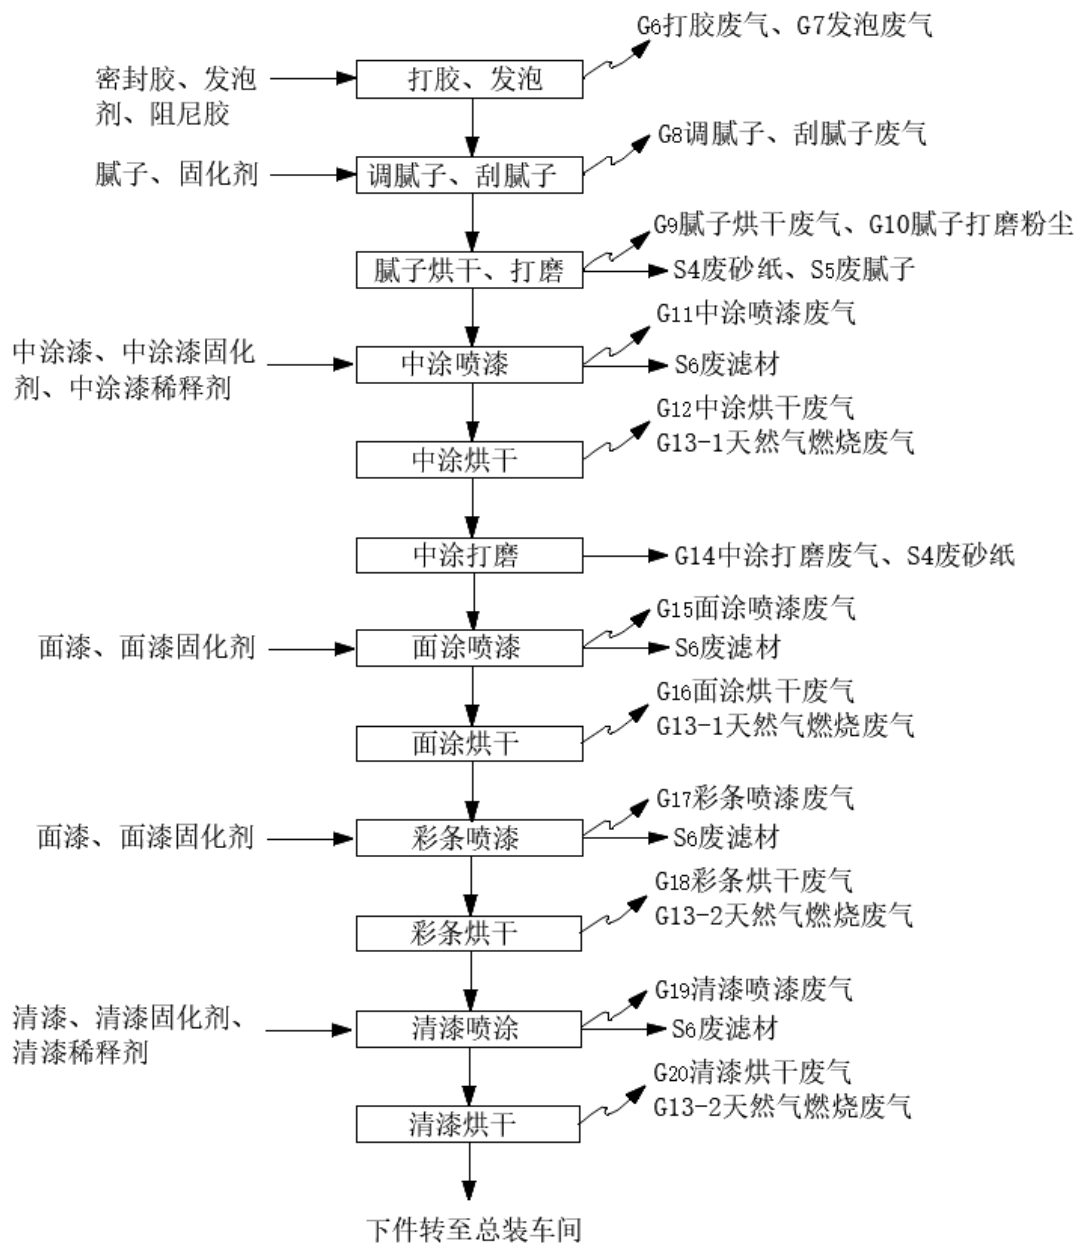 G6打胶废气、G7发泡废气
密封胶、发泡
剂、阻尼胶
打胶、发泡
G8调腻子、刮腻子废气
腻子、固化剂
调腻子、刮腻子
G9腻子烘干废气、G10腻子打磨粉尘
腻子烘干、打磨
S4废砂纸、S5废腻子
G11中涂喷漆废气
中涂漆、中涂漆固化
剂、中涂漆稀释剂
中涂喷漆
S6废滤材
G12中涂烘干废气
G13-1天然气燃烧废气
中涂烘干
中涂打磨
G14中涂打磨废气、S4废砂纸
G15面涂喷漆废气
面漆、面漆固化剂
面涂喷漆
S6废滤材
G16面涂烘干废气
G13-1天然气燃烧废气
面涂烘干
G17彩条喷漆废气
面漆、面漆固化剂
彩条喷漆
S6废滤材
G18彩条烘干废气
G13-2天然气燃烧废气
彩条烘干
G19清漆喷漆废气
清漆、清漆固化剂、
清漆稀释剂
清漆喷涂
S6废滤材
G20清漆烘干废气
G13-2天然气燃烧废气
清漆烘干
下件转至总装车间